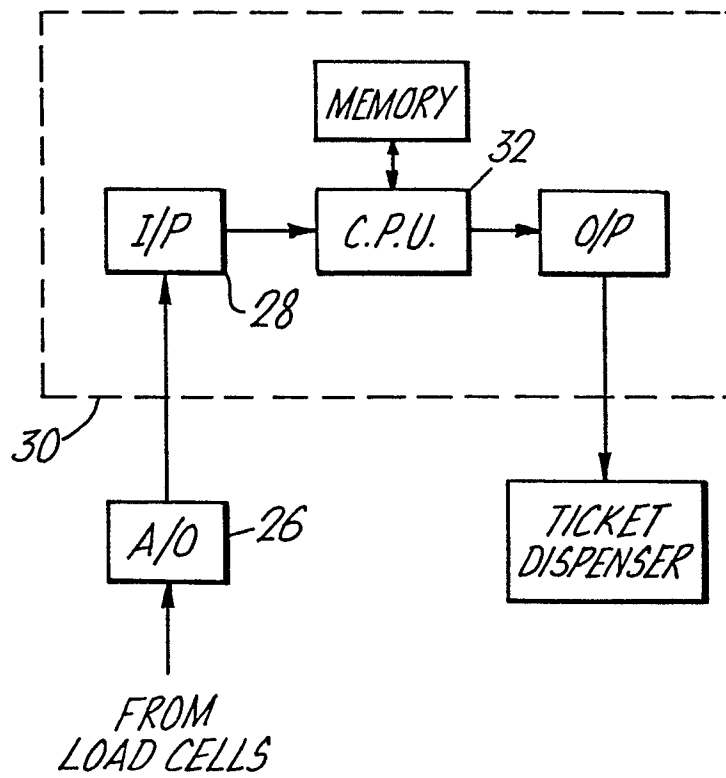 MEMORY
32
I/P
C.P.U.
O/P
28
30
A/O
26
TICKET
DISPENSER
FROM
LOAD CELLS